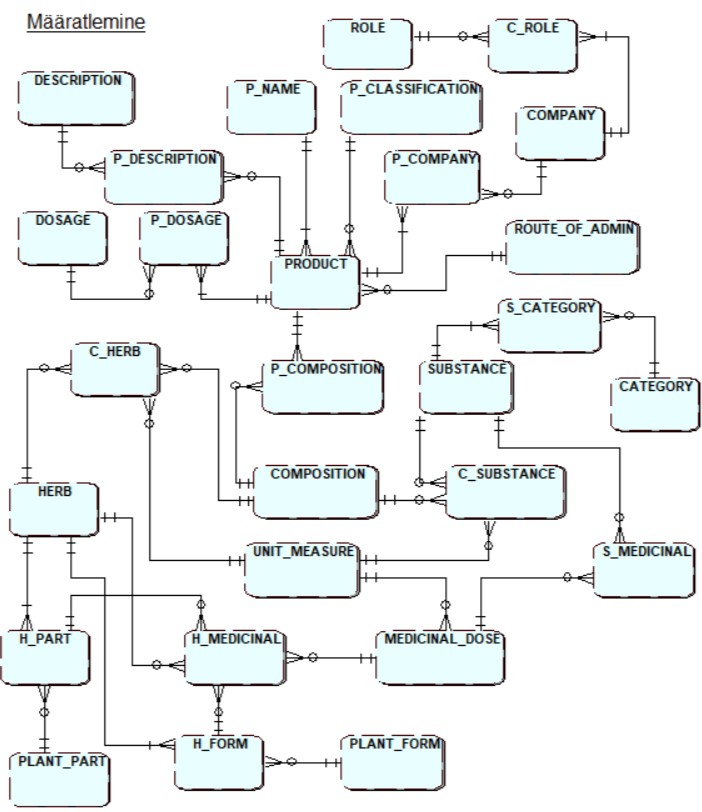 Määratlemine
ROLE
C_ROLE
DESCRIPTION
P_NAME
P_CLASSIFICATION
COMPANY
P_DESCRIPTION
P_COMPANY
DOSAGE
P_DOSAGE
ROUTE_OF_ADMIN
PRODUCT
S_CATEGORY
C_HERB
P_COMPOSITION
SUBSTANCE
CATEGORY
HERB
COMPOSITION
C_SUBSTANCE
UNIT_MEASURE
S_MEDICINAL
H_PART
H_MEDICINAL
MEDICINAL_DOSE
PLANT_PART
H_FORM
PLANT_FORM